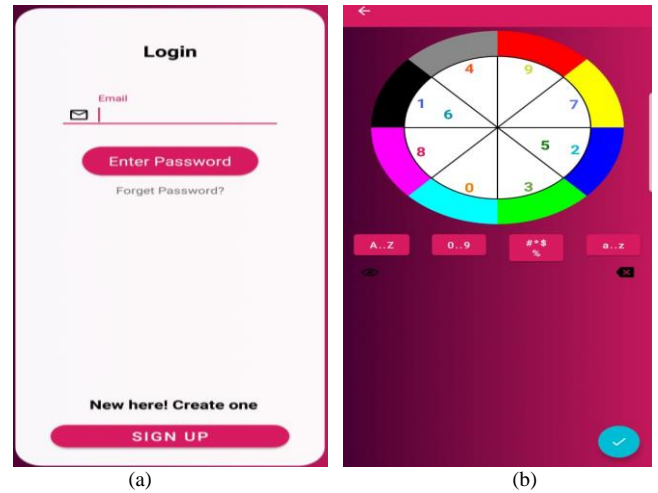 Login
Email
Enter Password
Forget Password?
New here! Create one
SIGN UP
(a)
4 9
1 6 7
8 5 2
0 3
A..Z 0..9 #*$ a..z
%
(b)